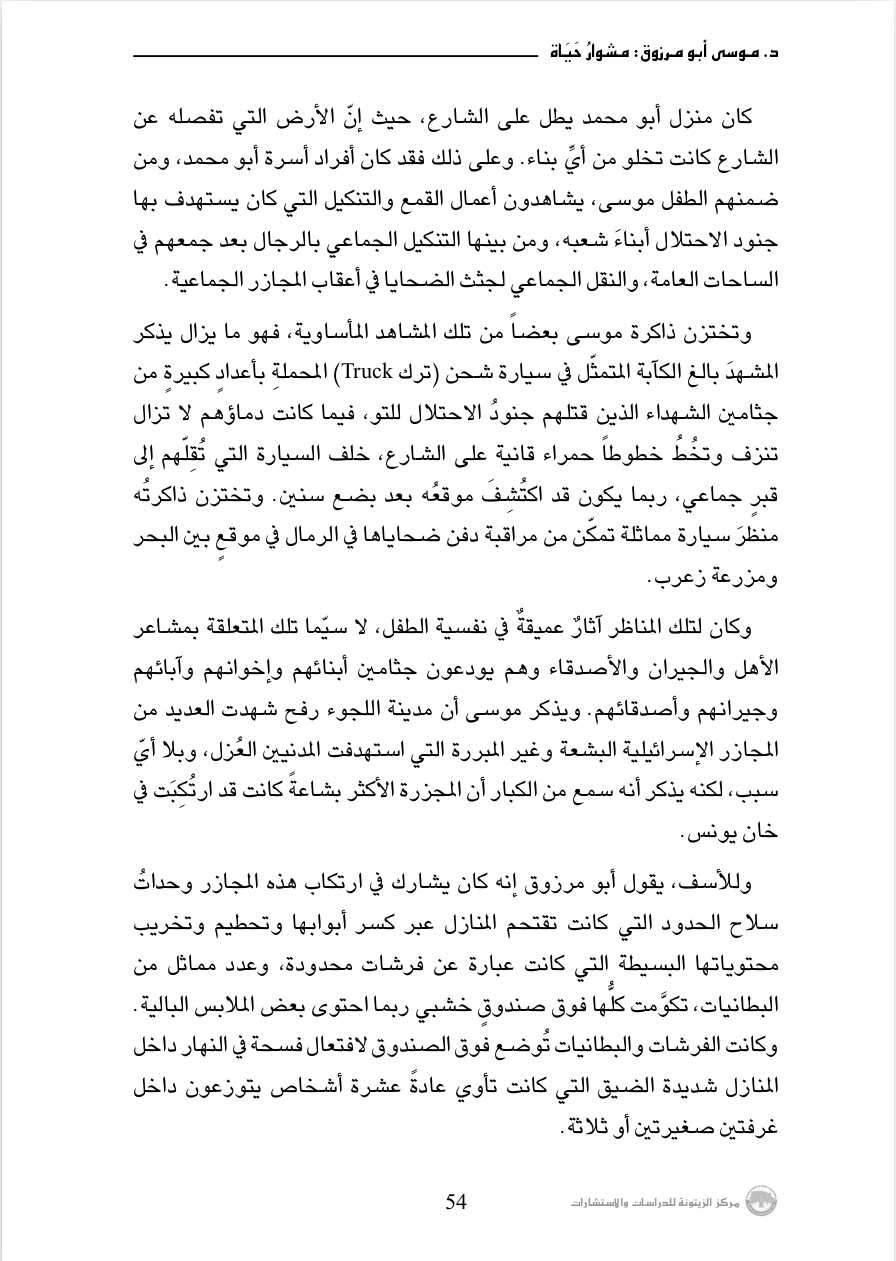 د. موسى أبو مرزوق: مشوارُ حَيَاة
كان منزل أبو محمد يطل على الشارع، حيث إنّ الأرض التي تفصله عن
الشارع كانت تخلو من أيِّ بناء. وعلى ذلك فقد كان أفراد أسرة أبو محمد، ومن
ضمنهم الطفل موسى، يشاهدون أعمال القمع والتنكيل التي كان يستهدف بها
جنود الاحتلال أبناءَ شعبه، ومن بينها التنكيل الجماعي بالرجال بعد جمعهم في
الساحات العامة، والنقل الجماعي لجثث الضحايا في أعقاب المجازر الجماعية.
وتختزن ذاكرة موسى بعضاً من تلك المشاهد المأساوية، فهو ما يزال يذكر
المشهدَ بالغ الكآبة المتمثّل في سيارة شحن (ترك Truck) المحملةِ بأعدادٍ كبيرةٍ من
جثامين الشهداء الذين قتلهم جنودُ الاحتلال للتو، فيما كانت دماؤهم لا تزال
تنزف وتخُطُ خطوطاً حمراء قانية على الشارع، خلف السيارة التي تُقِلّهم إلى
قبرٍ جماعي، ربما يكون قد اكتُشِفَ موقعُه بعد بضع سنين. وتختزن ذاكرتُه
منظرَ سيارة مماثلة تمكّن من مراقبة دفن ضحاياها في الرمال في موقعٍ بين البحر
ومزرعة زعرب.
وكان لتلك المناظر آثارٌ عميقةٌ في نفسية الطفل، لا سيّما تلك المتعلقة بمشاعر
الأهل والجيران والأصدقاء وهم يودعون جثامين أبنائهم وإخوانهم وآبائهم
وجيرانهم وأصدقائهم. ويذكر موسى أن مدينة اللجوء رفح شهدت العديد من
المجازر الإسرائيلية البشعة وغير المبررة التي استهدفت المدنيين العُزل، وبلا أيّ
سبب، لكنه يذكر أنه سمع من الكبار أن المجزرة الأكثر بشاعةً كانت قد ارتُكِبَت في
خان يونس.
وللأسف، يقول أبو مرزوق إنه كان يشارك في ارتكاب هذه المجازر وحداتُ
سلاح الحدود التي كانت تقتحم المنازل عبر كسر أبوابها وتحطيم وتخريب
محتوياتها البسيطة التي كانت عبارة عن فرشات محدودة، وعدد مماثل من
البطانيات، تكوَّمت كلُّها فوق صندوقٍ خشبي ربما احتوى بعض الملابس البالية.
وكانت الفرشات والبطانيات تُوضع فوق الصندوق لافتعال فسحة في النهار داخل
المنازل شديدة الضيق التي كانت تأوي عادةً عشرة أشخاص يتوزعون داخل
غرفتين صغيرتين أو ثلاثة.
54
مركز الزيتونة للدراسات والاستشارات